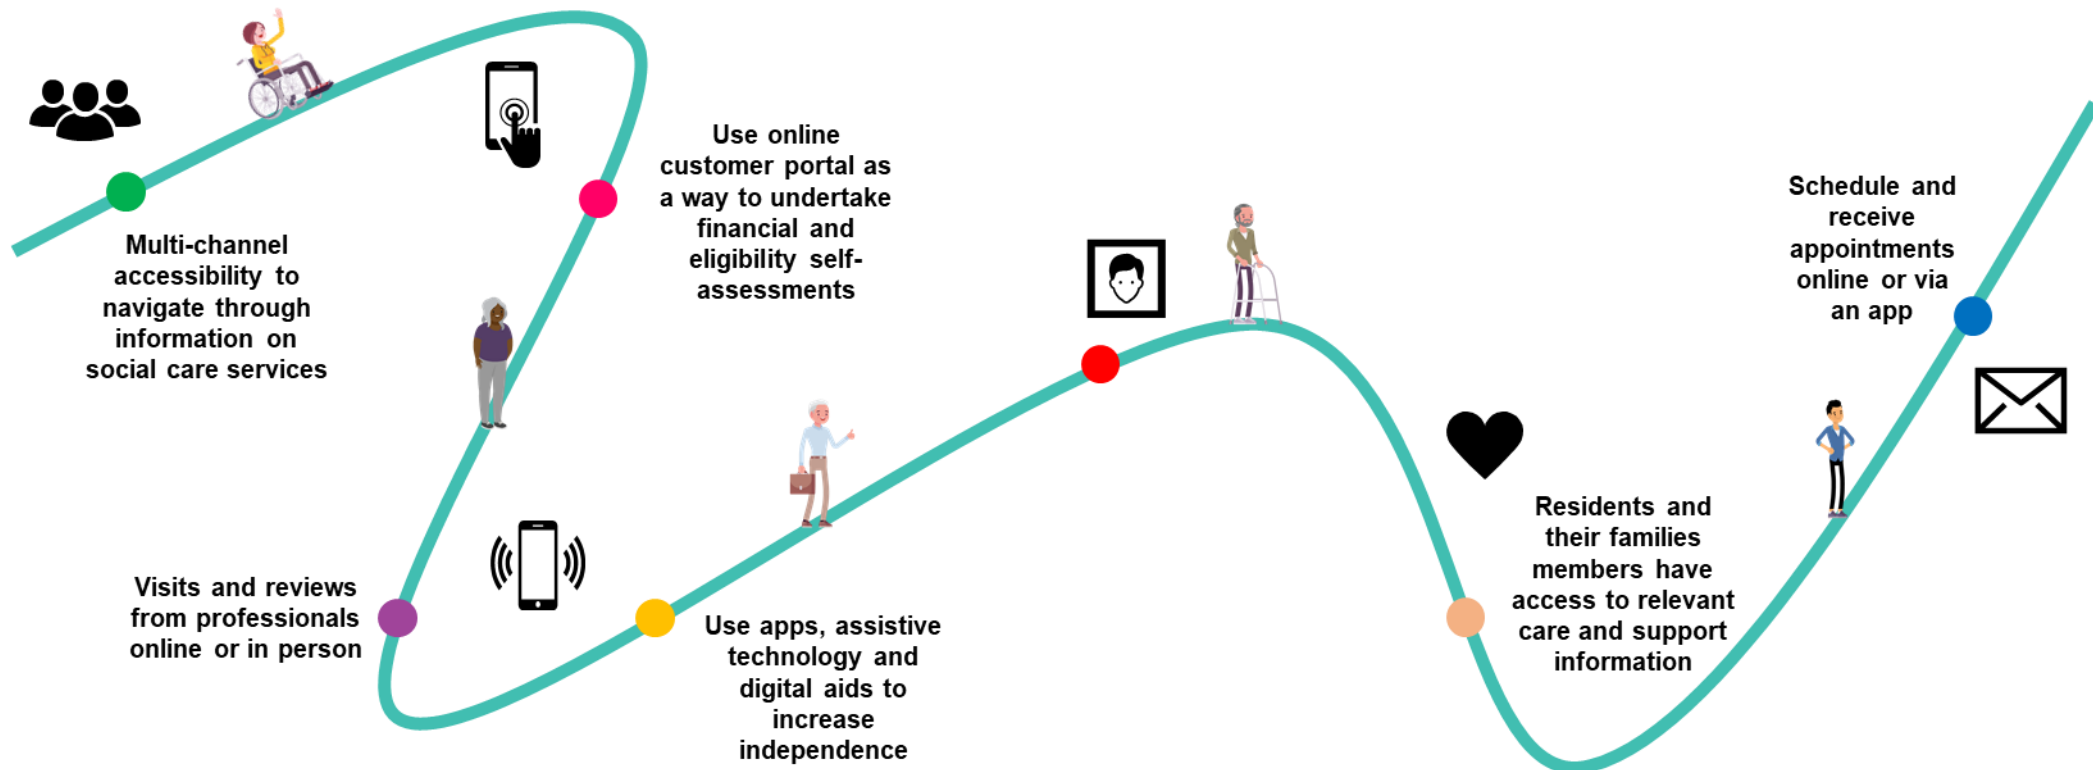 Multi-channel
accessibility to
navigate through
information on
social care services
Use online
customer portal as
a way to undertake
financial and
eligibility self-
assessments
Visits and reviews
from professionals
online or in person
Use apps, assistive
technology and
digital aids to
increase
independence
Residents and
their families
members have
access to relevant
care and support
information
Schedule and
receive
appointments
online or via
an app